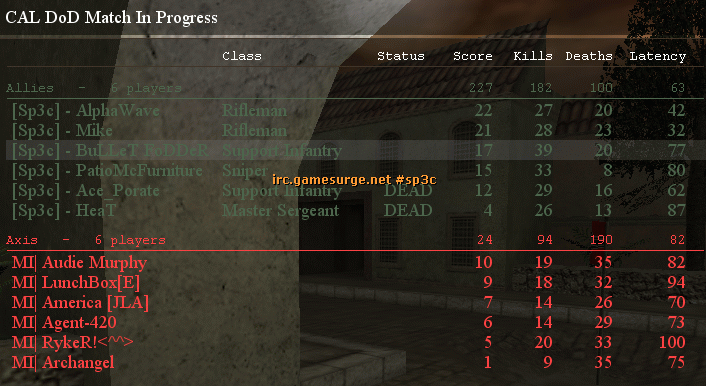 CAL DoD Match In Progress
Class Status Score Kills Deaths Latency
Allies - 6 players 227 182 100 63
[Sp3c] - AlphaWave Rifleman 22 27 20 42
[Sp3c] - Mike Rifleman 21 28 23 32
[Sp3c] - BuLLeT FoDDeR Support Infantry 17 39 20 77
[Sp3c] - PatioMcFurniture Sniper 15 33 8 80
irc.gamesurge.net #sp3c
[Sp3c] - Ace_Porate Support Infantry DEAD 12 29 16 62
[Sp3c] - HeaT Master Sergeant DEAD 4 26 13 87
Axis - 6 players 24 94 190 82
MI| Audie Murphy 10 19 35 82
MI| LunchBox[E] 9 18 32 94
MI| America [JLA] 7 14 26 70
MI| Agent-420 6 14 29 73
MI| RykeR!<^^> 5 20 33 100
MI| Archangel 1 9 35 75